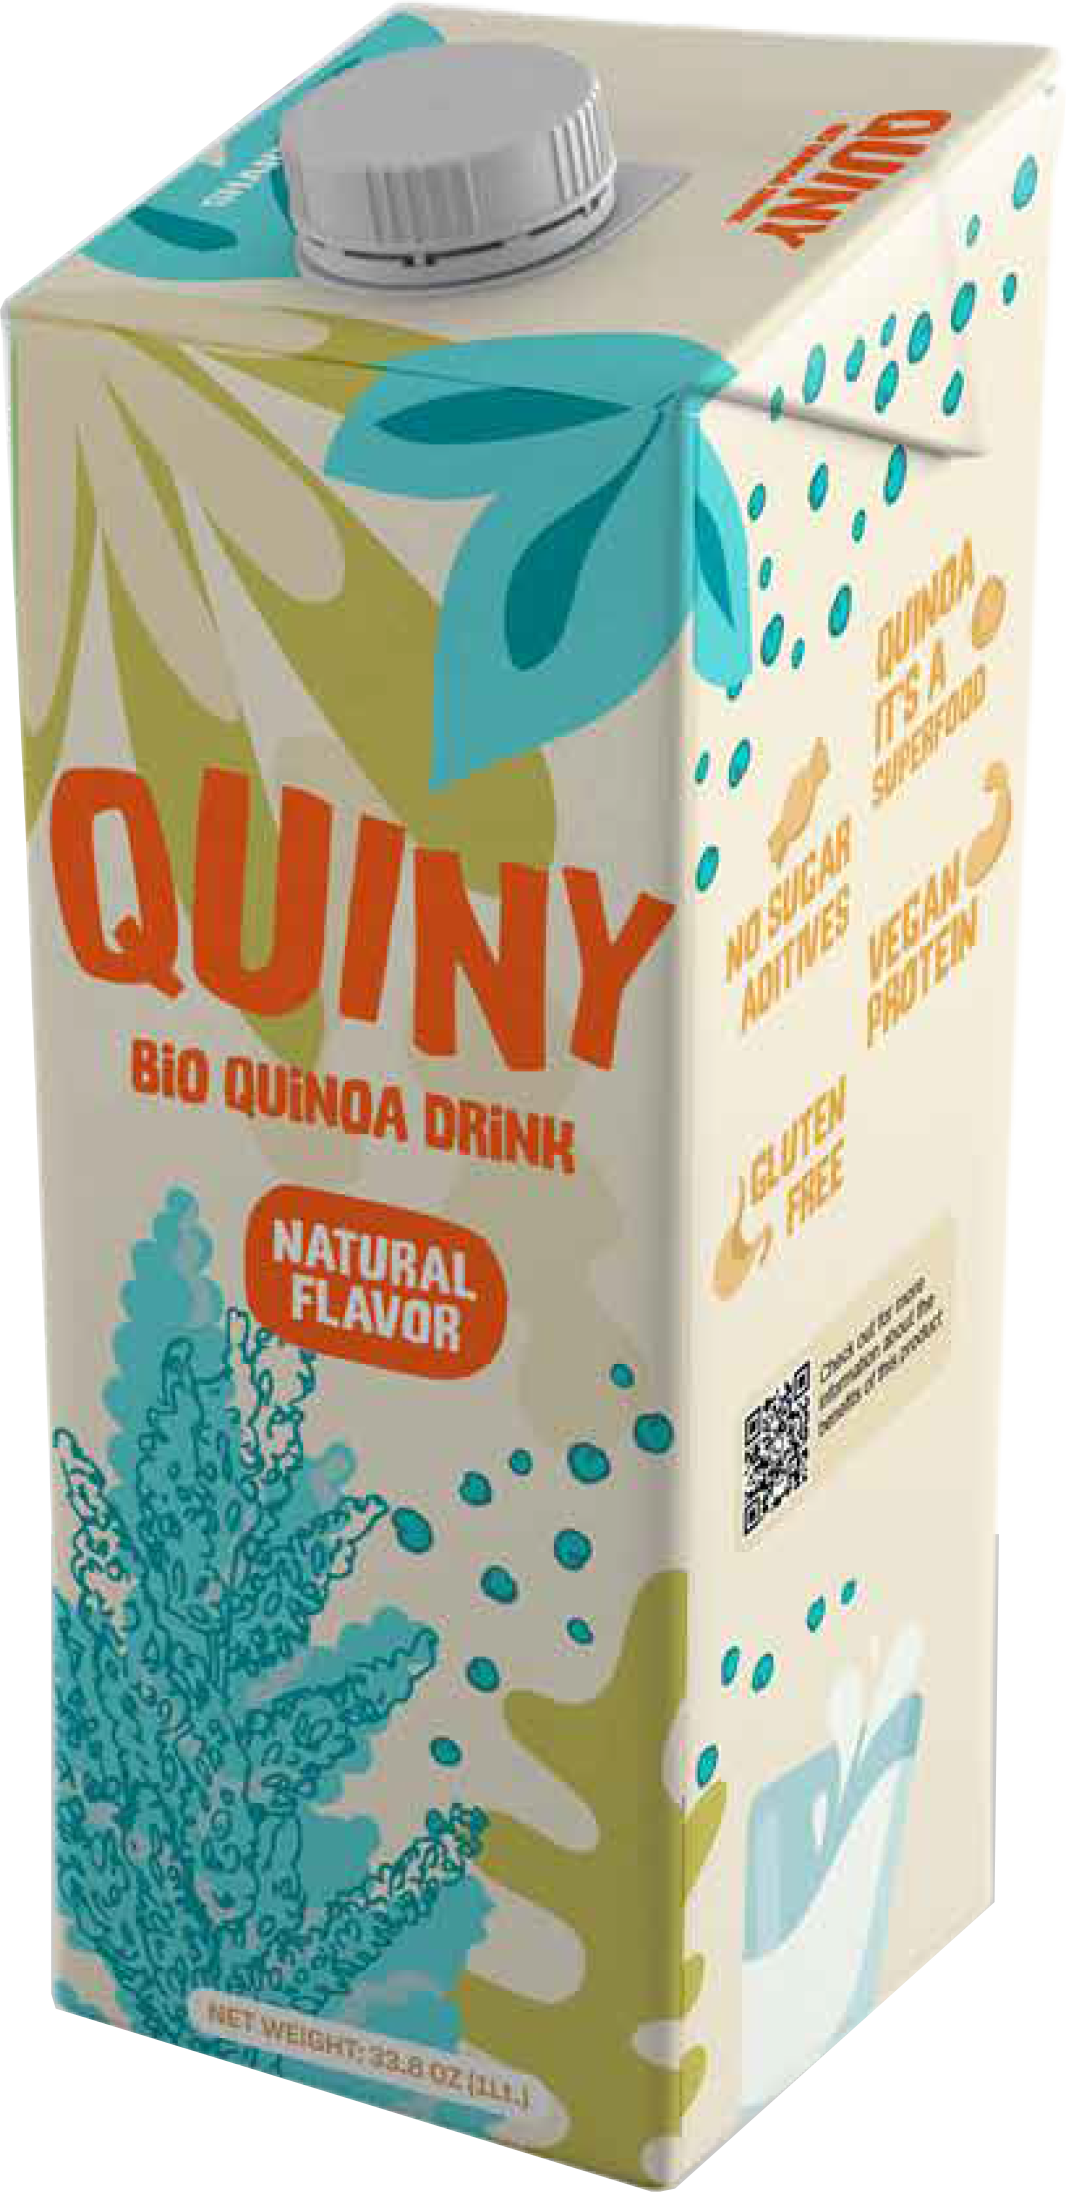 QUINY
QUINY
BiO QUiNOA DRiNK
NATURAL
FLAVOR
NET WEIGHT: 33.8 OZ (1Lt.)
QUINOA
IT'S A
SUPERFOOD
NO SUGAR
ADITIVES
VEGAN
PROTEIN
GLUTEN
FREE
Check out for more
information about the
benefits of this product